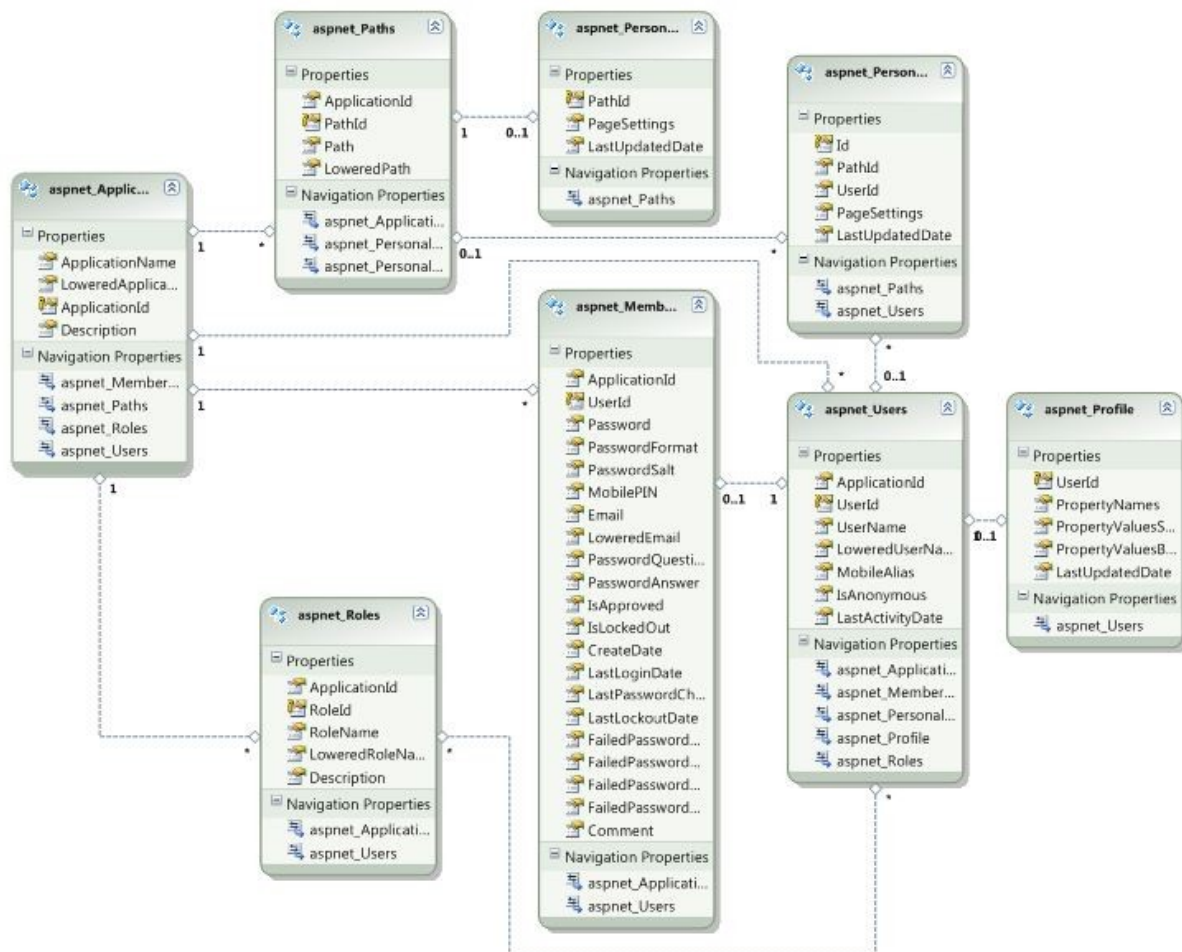 aspnet_Paths
Properties
ApplicationId
PathId
Path
LoweredPath
Navigation Properties
aspnet_Applicati...
aspnet_Personal...
aspnet_Personal...
aspnet_Person...
Properties
PathId
PageSettings
LastUpdatedDate
Navigation Properties
aspnet_Paths
aspnet_Person...
Properties
Id
PathId
UserId
PageSettings
LastUpdatedDate
Navigation Properties
aspnet_Paths
aspnet_Users
aspnet_Applic...
Properties
ApplicationName
LoweredApplica...
ApplicationId
Description
Navigation Properties
aspnet_Member...
aspnet_Paths
aspnet_Roles
aspnet_Users
aspnet_Memb...
Properties
ApplicationId
UserId
Password
PasswordFormat
PasswordSalt
MobilePIN
Email
LoweredEmail
PasswordQuesti...
PasswordAnswer
IsApproved
IsLockedOut
CreateDate
LastLoginDate
LastPasswordCh...
LastLockoutDate
FailedPassword...
FailedPassword...
FailedPassword...
FailedPassword...
Comment
Navigation Properties
aspnet_Applicati...
aspnet_Users
aspnet_Users
Properties
ApplicationId
UserId
UserName
LoweredUserNa...
MobileAlias
IsAnonymous
LastActivityDate
Navigation Properties
aspnet_Applicati...
aspnet_Member...
aspnet_Personal...
aspnet_Profile
aspnet_Roles
aspnet_Profile
Properties
UserId
PropertyNames
PropertyValuesS...
PropertyValuesB...
LastUpdatedDate
Navigation Properties
aspnet_Users
aspnet_Roles
Properties
ApplicationId
RoleId
RoleName
LoweredRoleNa...
Description
Navigation Properties
aspnet_Applicati...
aspnet_Users
1 0..1
1 *
0..1 *
1 *
1 *
* 0..1
0..1 1
0..1
1 *
* *